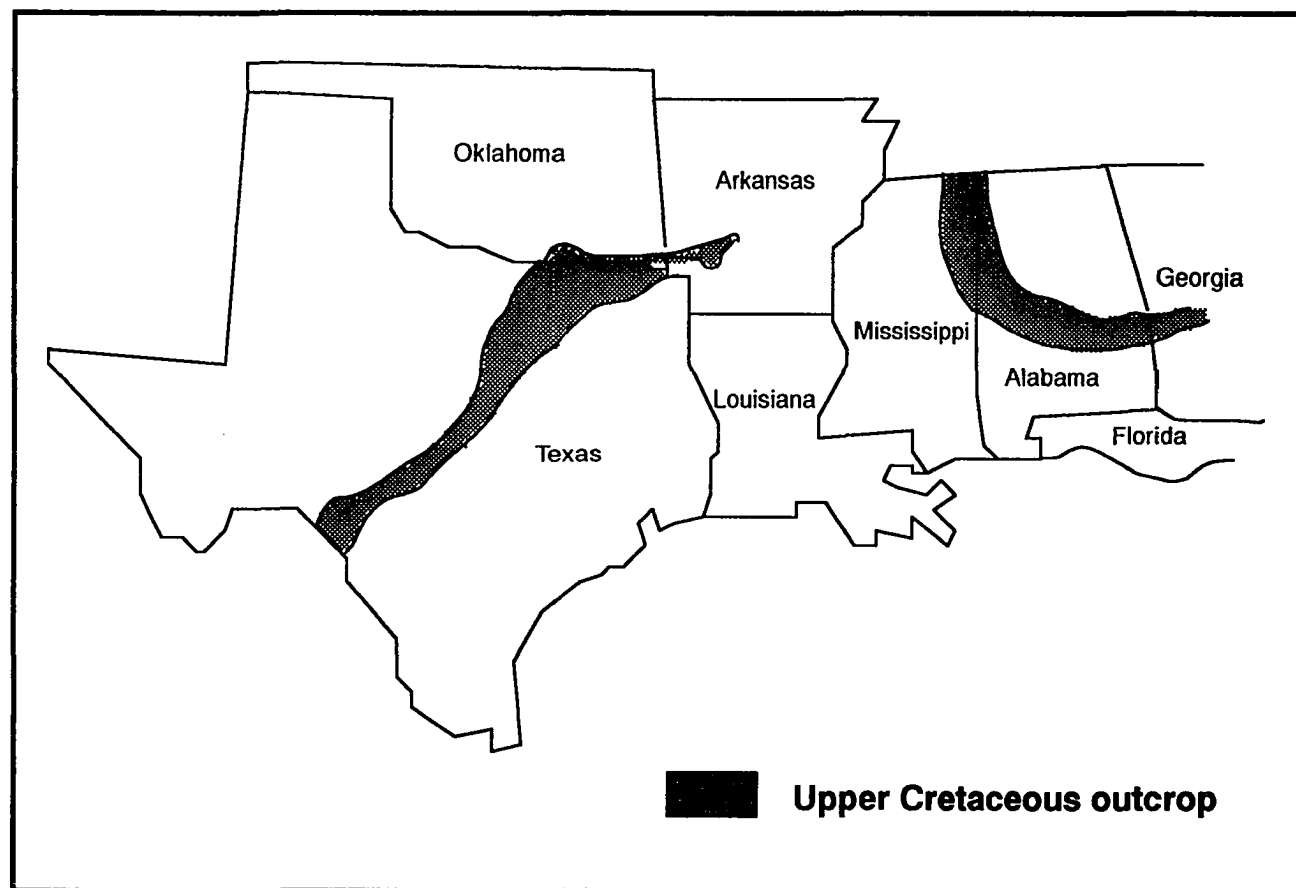 Oklahoma
Arkansas
Georgia
Mississippi
Alabama
Louisiana
Florida
Texas
Upper Cretaceous outcrop